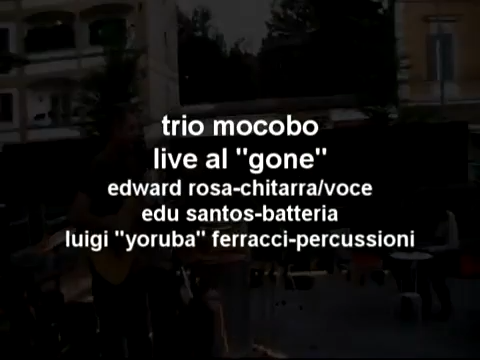 trio mocobo
live al "gone"
edward rosa-chitarra/voce
edu santos-batteria
luigi "yoruba" ferracci-percussioni